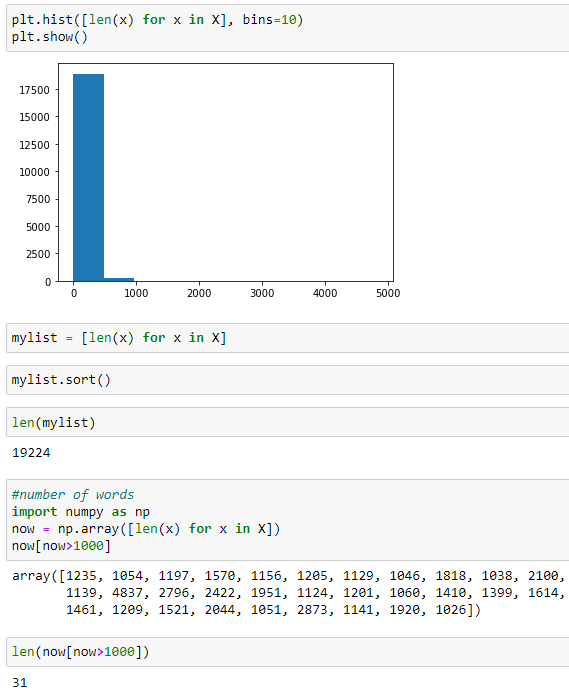 plt.hist([len(x) for x in X], bins=10)
plt.show()
17500
15000
12500
10000
7500
5000
2500
0
0 1000 2000 3000 4000 5000
mylist = [len(x) for x in X]
mylist.sort()
len(mylist)
19224
#number of words
import numpy as np
now = np.array([len(x) for x in X])
now[now>1000]
array([1235, 1054, 1197, 1570, 1156, 1205, 1129, 1046, 1818, 1038, 2100,
1139, 4837, 2796, 2422, 1951, 1124, 1201, 1060, 1410, 1399, 1614,
1461, 1209, 1521, 2044, 1051, 2873, 1141, 1920, 1026])
len(now[now>1000])
31